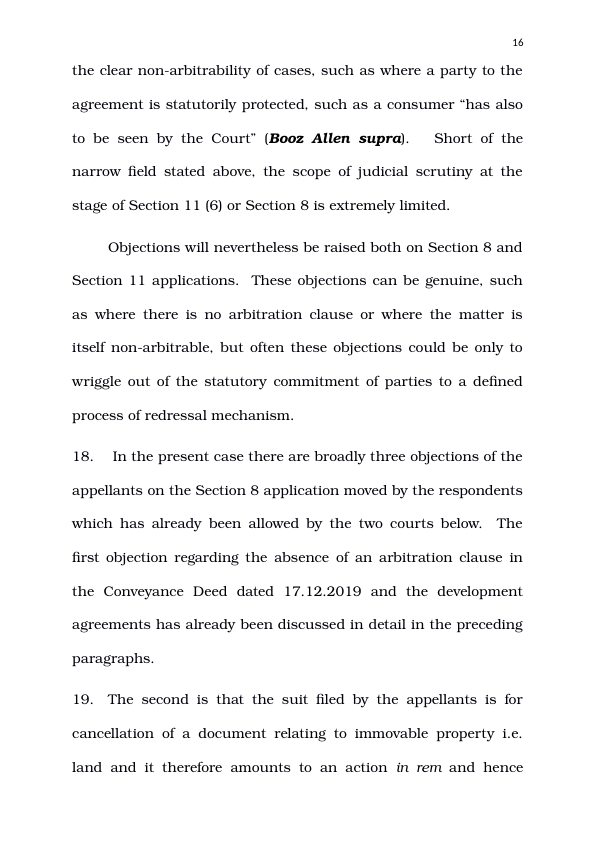 16
the clear non-arbitrability of cases, such as where a party to the
agreement is statutorily protected, such as a consumer “has also
to be seen by the Court” (Booz Allen supra). Short of the
narrow field stated above, the scope of judicial scrutiny at the
stage of Section 11 (6) or Section 8 is extremely limited.
Objections will nevertheless be raised both on Section 8 and
Section 11 applications. These objections can be genuine, such
as where there is no arbitration clause or where the matter is
itself non-arbitrable, but often these objections could be only to
wriggle out of the statutory commitment of parties to a defined
process of redressal mechanism.
18. In the present case there are broadly three objections of the
appellants on the Section 8 application moved by the respondents
which has already been allowed by the two courts below. The
first objection regarding the absence of an arbitration clause in
the Conveyance Deed dated 17.12.2019 and the development
agreements has already been discussed in detail in the preceding
paragraphs.
19. The second is that the suit filed by the appellants is for
cancellation of a document relating to immovable property i.e.
land and it therefore amounts to an action in rem and hence